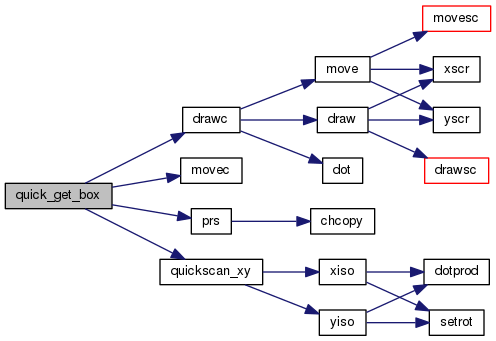 quick_get_box
drawc
movec
prs
quickscan_xy
move
draw
dot
chcopy
xiso
yiso
movesc
xscr
yscr
drawsc
dotprod
setrot